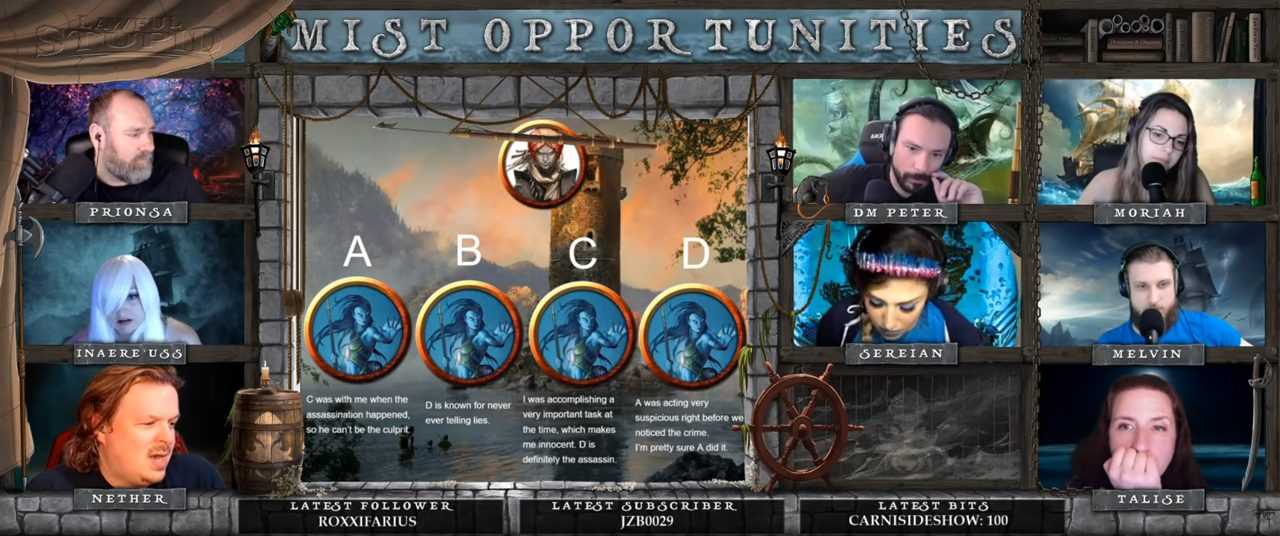 LAWFUL
STUPID
MIST OPPORTUNITIES
PRIONSA
INAERE'USS
NETHER
A
B
C
D
C was with me when the
assassination happened,
so he can't be the culprit.
D is known for never
ever telling lies.
I was accomplishing a
very important task at
the time, which makes
me innocent. D is
definitely the assassin.
A was acting very
suspicious right before we
noticed the crime.
I'm pretty sure A did it.
DM PETER
MORIAH
SEREIAN
MELVIN
TALISE
LATEST FOLLOWER
ROXXIFARIUS
LATEST SUBSCRIBER
JZB0029
LATEST BITS
CARNISIDESHOW: 100